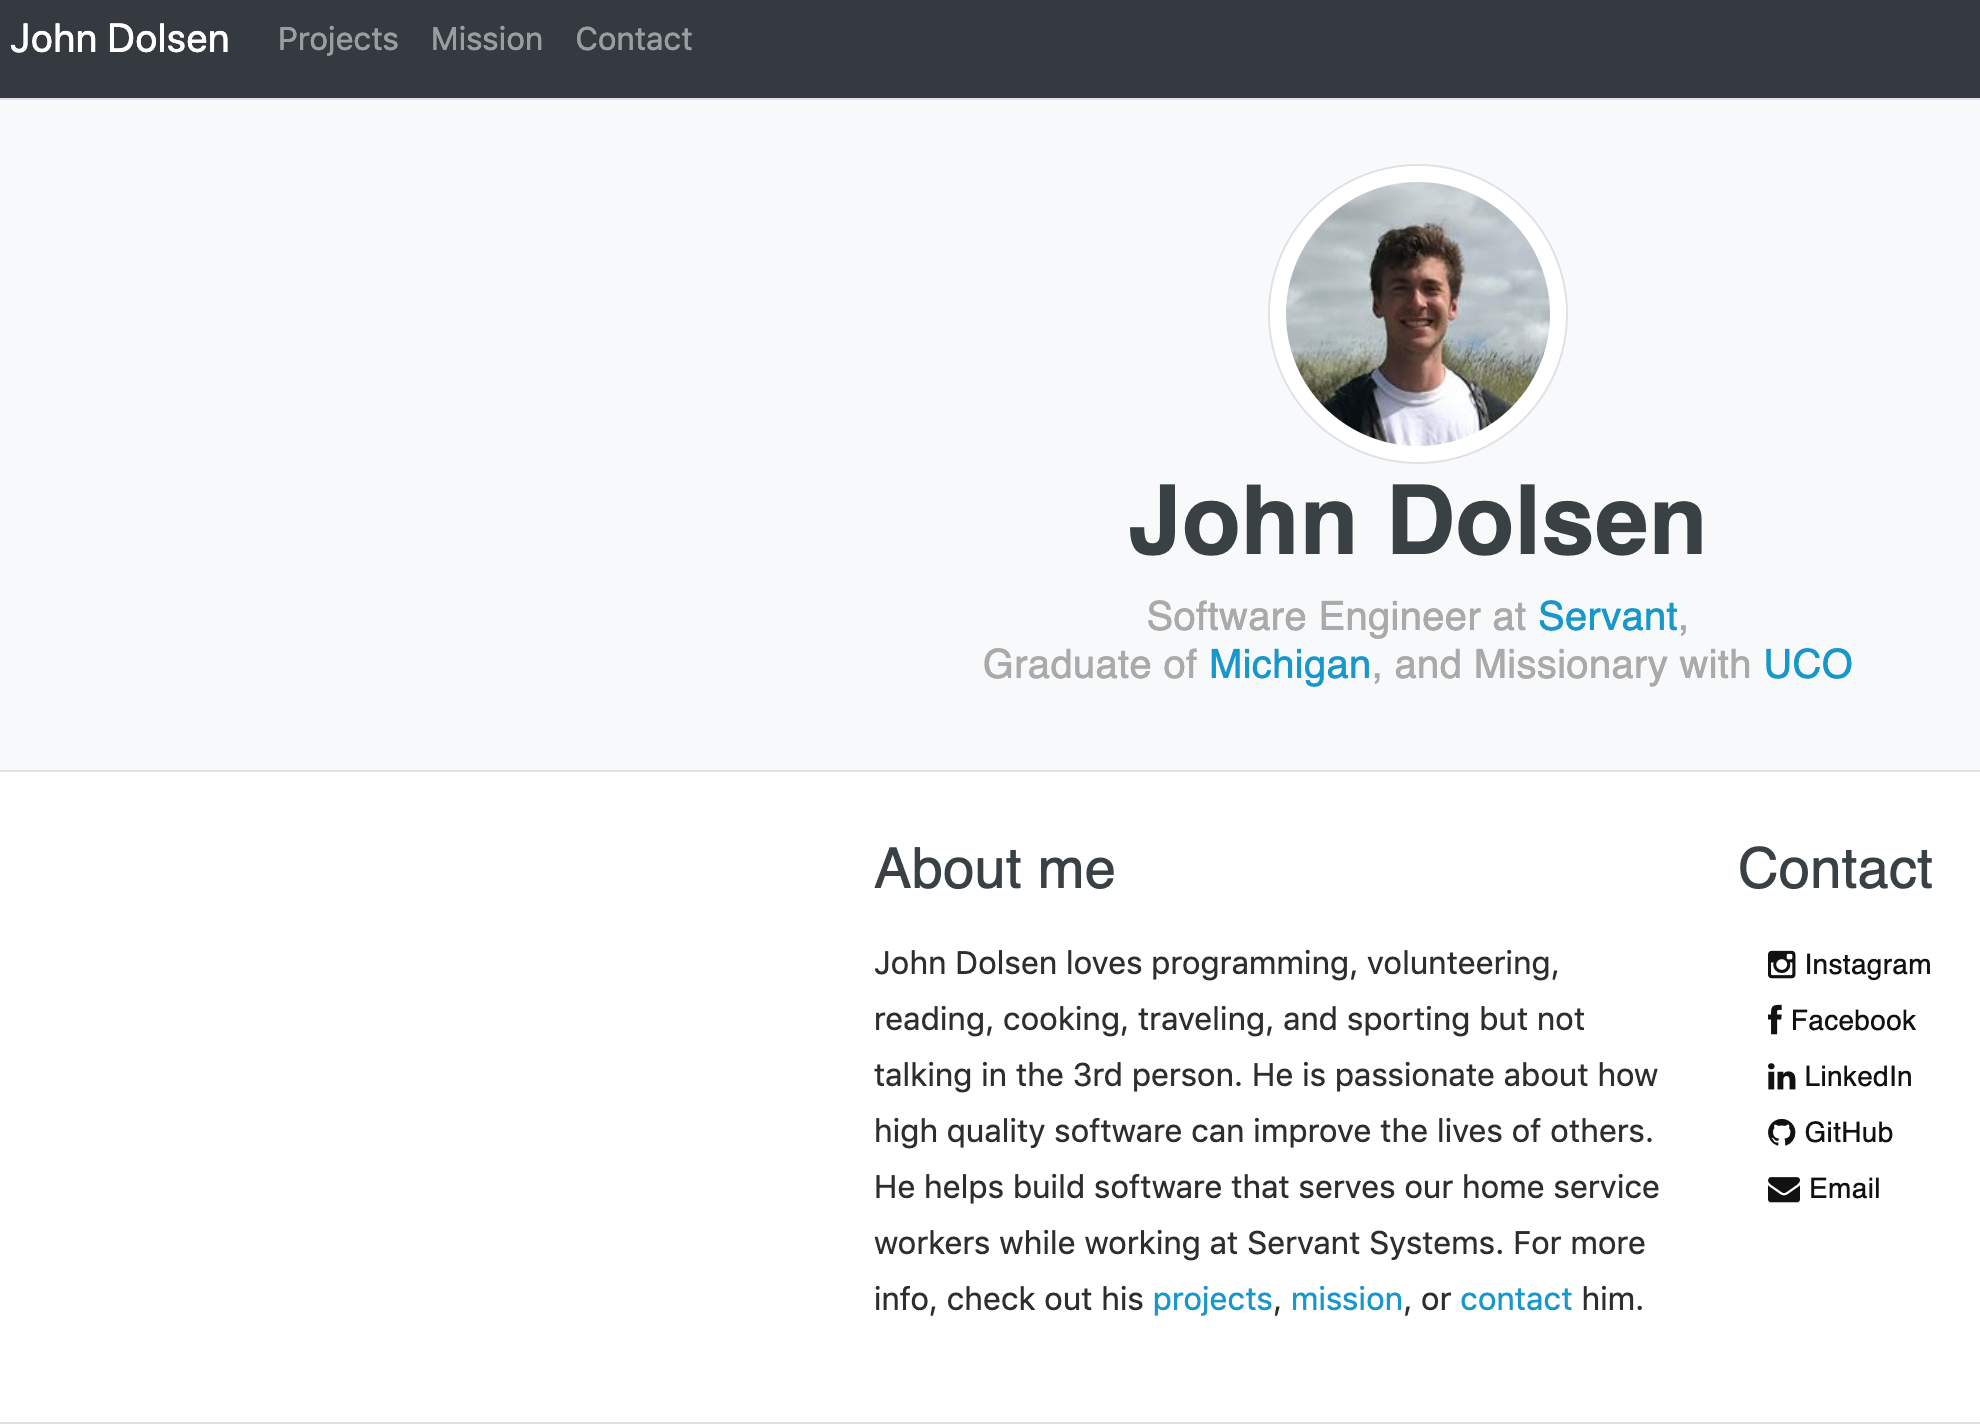 John Dolsen Projects Mission Contact
John Dolsen
Software Engineer at Servant,
Graduate of Michigan, and Missionary with UCO
About me
John Dolsen loves programming, volunteering,
reading, cooking, traveling, and sporting but not
talking in the 3rd person. He is passionate about how
high quality software can improve the lives of others.
He helps build software that serves our home service
workers while working at Servant Systems. For more
info, check out his projects, mission, or contact him.
Contact
Instagram
Facebook
LinkedIn
GitHub
Email